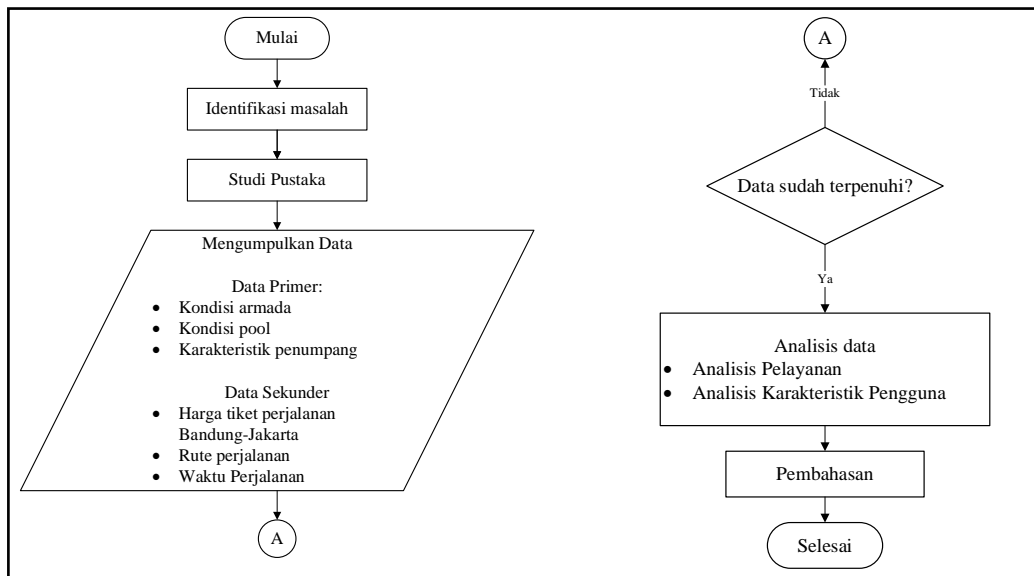 Mulai
Identifikasi masalah
Studi Pustaka
Mengumpulkan Data
Data Primer:
• Kondisi armada
• Kondisi pool
• Karakteristik penumpang
Data Sekunder
• Harga tiket perjalanan
Bandung-Jakarta
• Rute perjalanan
• Waktu Perjalanan
A
A
Tidak
Data sudah terpenuhi?
Ya
Analisis data
• Analisis Pelayanan
• Analisis Karakteristik Pengguna
Pembahasan
Selesai